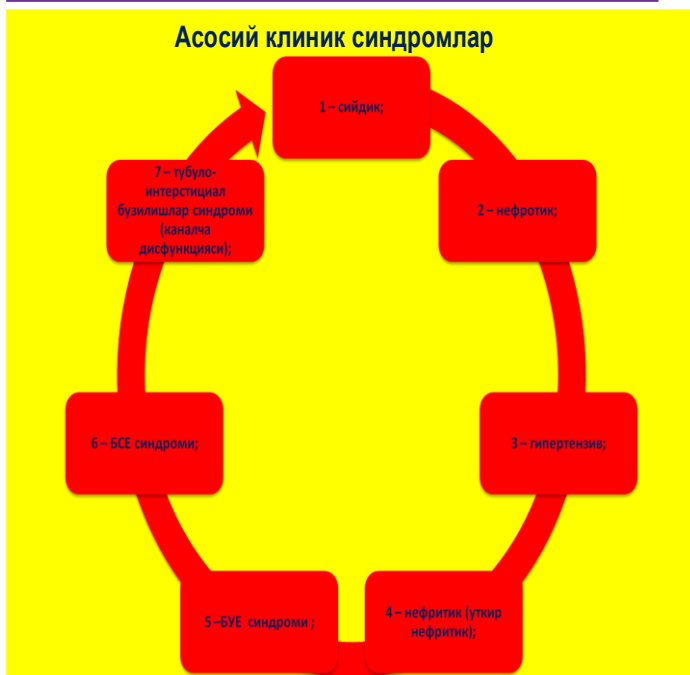 Асосий клиник синдромлар
1 – сийдик;
2 – нефротик;
3 – гипертензив;
4 – нефритик (уткир
нефритик);
5 –БУЕ синдроми ;
6 – БСЕ синдроми;
7 – тубуло-
интерстициал
бузилишлар синдроми
(каналча
дисфункцияси);